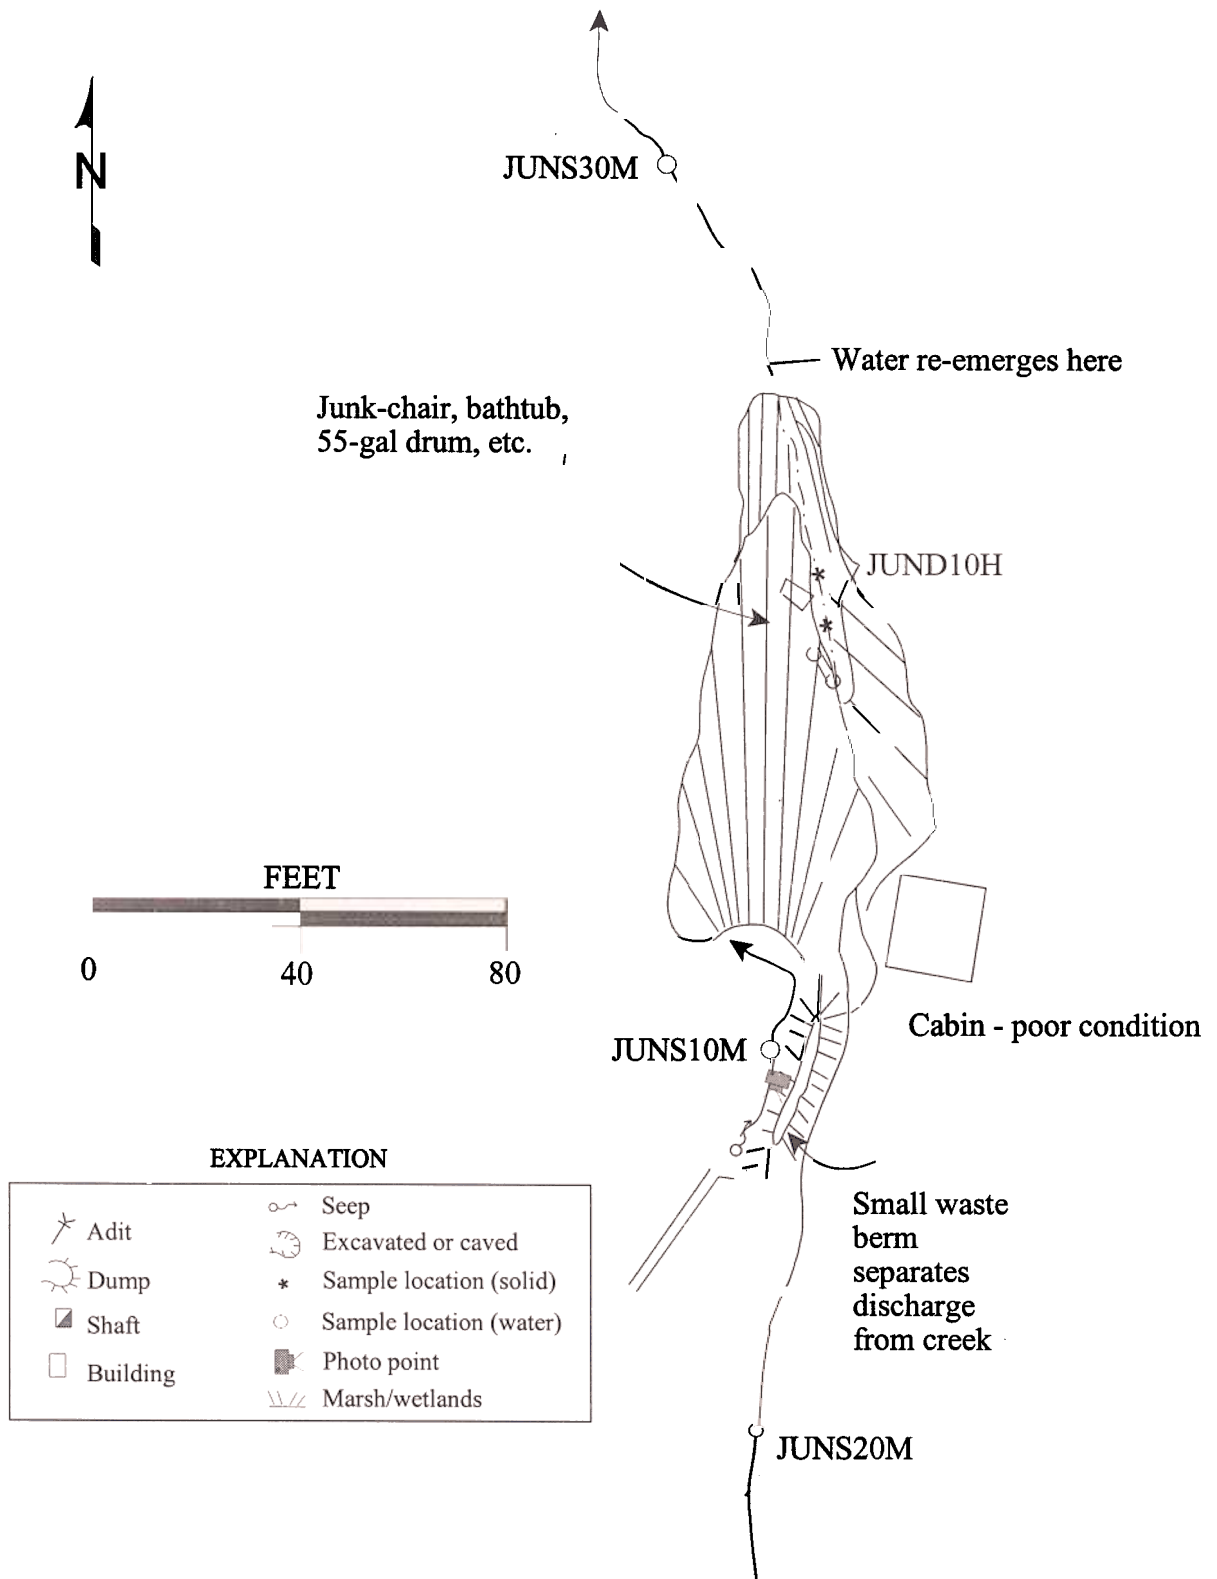 N
JUNS30M
Water re-emerges here
Junk-chair, bathtub,
55-gal drum, etc.
JUND10H
FEET
0 40 80
Cabin - poor condition
JUNS10M
EXPLANATION
Adit
Dump
Shaft
Building
Seep
Excavated or caved
Sample location (solid)
Sample location (water)
Photo point
Marsh/wetlands
Small waste
berm
separates
discharge
from creek
JUNS20M